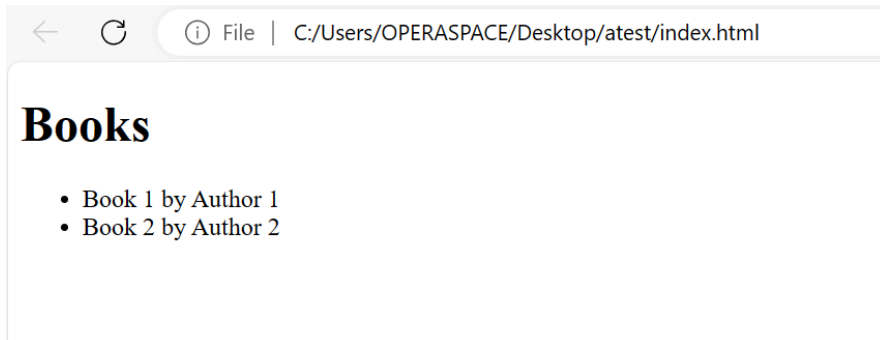 File | C:/Users/OPERASPACE/Desktop/atest/index.html
Books
• Book 1 by Author 1
• Book 2 by Author 2